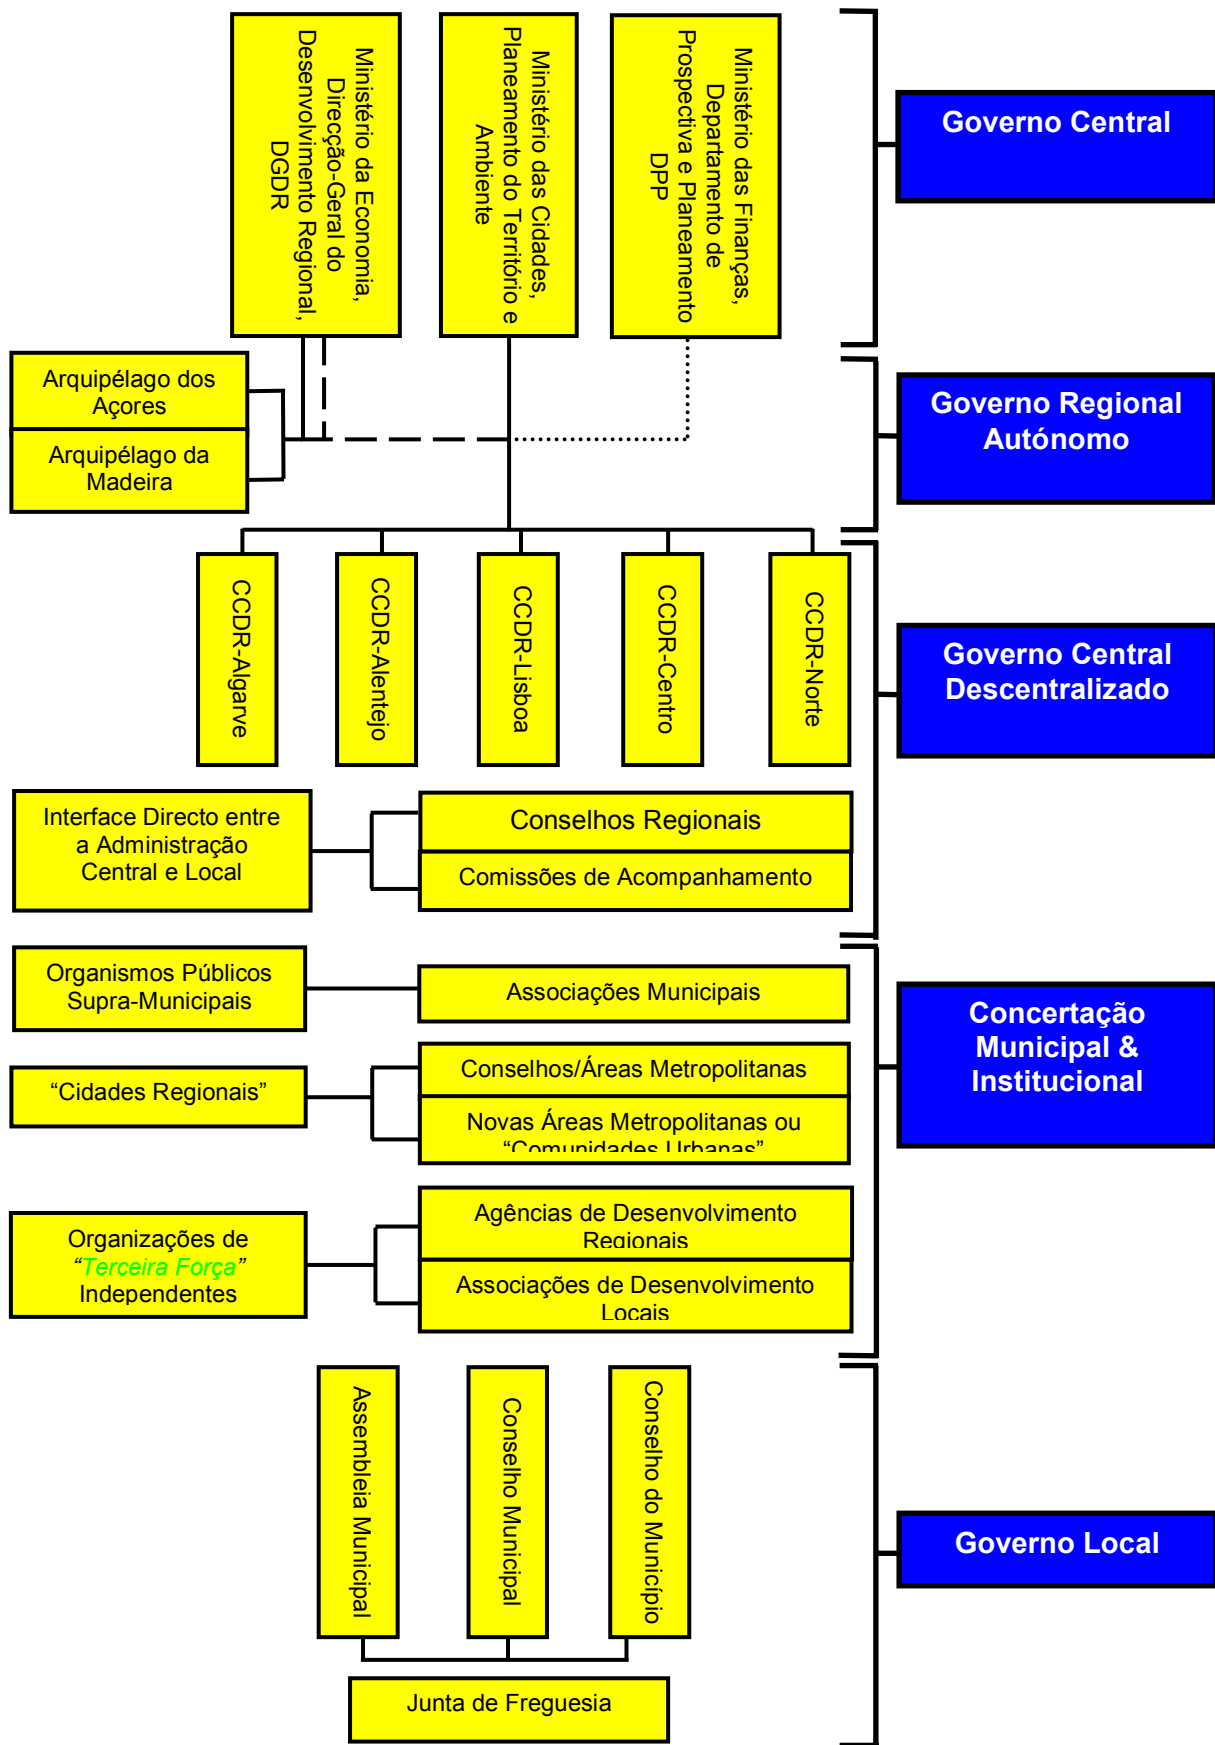 Ministério da Economia,
Direcção-Geral do
Desenvolvimento Regional,
DGDR
Ministério das Cidades,
Planeamento do Território e
Ambiente
Ministério das Finanças,
Departamento de
Prospectiva e Planeamento
DPP
Governo Central
Arquipélago dos
Açores
Arquipélago da
Madeira
Governo Regional
Autónomo
CCDR-Algarve
CCDR-Alentejo
CCDR-Lisboa
CCDR-Centro
CCDR-Norte
Governo Central
Descentralizado
Interface Directo entre
a Administração
Central e Local
Conselhos Regionais
Comissões de Acompanhamento
Organismos Públicos
Supra-Municipais
Associações Municipais
Concertação
Municipal &
Institucional
“Cidades Regionais”
Conselhos/Áreas Metropolitanas
Novas Áreas Metropolitanas ou
“Comunidades Urbanas”
Organizações de
“Terceira Força”
Independentes
Agências de Desenvolvimento
Regionais
Associações de Desenvolvimento
Locais
Assembleia Municipal
Conselho Municipal
Conselho do Município
Governo Local
Junta de Freguesia